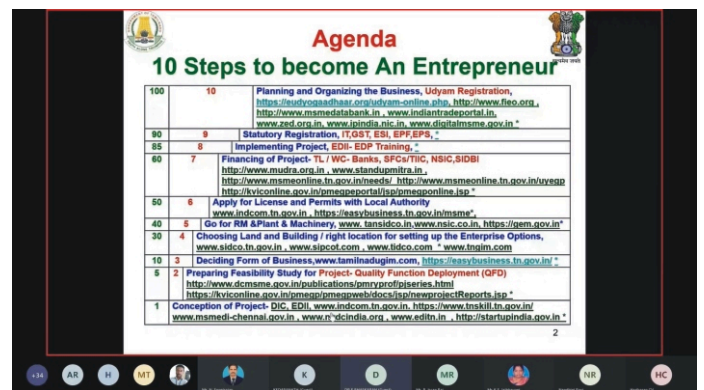 Agenda
10 Steps to become An Entrepreneur
100 10 Planning and Organizing the Business, Udyam Registration,
https://eudyogaadhaar.org/udyam-online.php, http://www.fieo.org ,
http://www.msmedatabank.in , www.indiantradeportal.in,
www.zed.org.in, www.ipindia.nic.in, www.digitalmsme.gov.in *
90 9 Statutory Registration, IT,GST, ESI, EPF,EPS, *
85 8 Implementing Project, EDII- EDP Training, *
60 7 Financing of Project- TL / WC- Banks, SFCs/TIIC, NSIC,SIDBI
http://www.mudra.org.in , www.standupmitra.in ,
http://www.msmeonline.tn.gov.in/needs/ http://www.msmeonline.tn.gov.in/uyegp
http://kviconline.gov.in/pmegpeportal/jsp/pmegponline.jsp *
50 6 Apply for License and Permits with Local Authority
www.indcom.tn.gov.in , https://easybusiness.tn.gov.in/msme*,
40 5 Go for RM &Plant & Machinery, www. tansidco.in,www.nsic.co.in, https://gem.gov.in*
30 4 Choosing Land and Building / right location for setting up the Enterprise Options,
www.sidco.tn.gov.in , www.sipcot.com , www.tidco.com * www.tngim.com
10 3 Deciding Form of Business,www.tamilnadugim.com, https://easybusiness.tn.gov.in/ *
5 2 Preparing Feasibility Study for Project- Quality Function Deployment (QFD)
http://www.dcmsme.gov.in/publications/pmryprof/pjseries.html
https://kviconline.gov.in/pmegp/pmegpweb/docs/jsp/newprojectReports.jsp *
1 Conception of Project- DIC, EDII, www.indcom.tn.gov.in, https://www.tnskill.tn.gov.in/
www.msmedi-chennai.gov.in , www.nsdcindia.org , www.editn.in , http://startupindia.gov.in *
2
+34 AR H MT K D MR NR HC